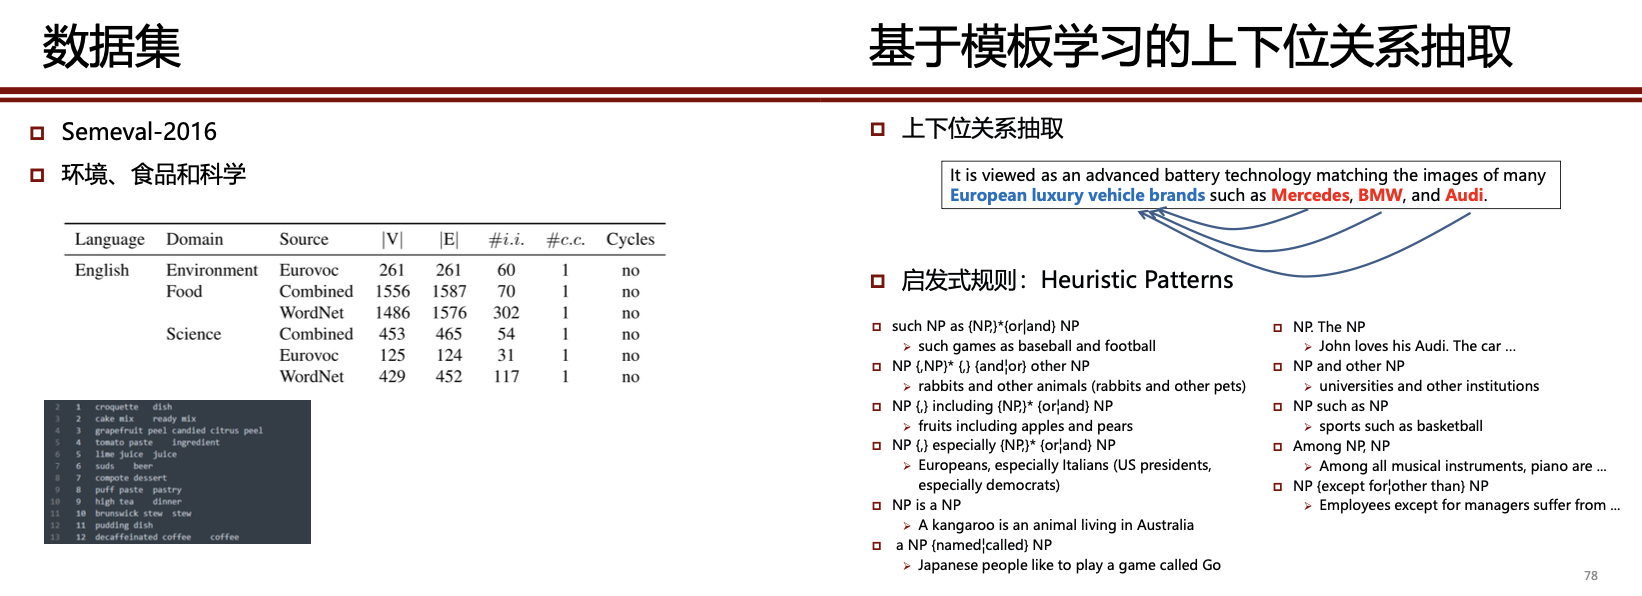 数据集
Semeval-2016
环境、食品和科学
Language Domain Source |V| |E| #i.i. #c.c. Cycles
English Environment Eurovoc 261 261 60 1 no
Food Combined 1556 1587 70 1 no
WordNet 1486 1576 302 1 no
Science Combined 453 465 54 1 no
Eurovoc 125 124 31 1 no
WordNet 429 452 117 1 no
2 1 croquette dish
3 2 cake mix ready mix
4 3 grapefruit peel candied citrus peel
5 4 tomato paste ingredient
6 5 lime juice juice
7 6 suds beer
8 7 compote dessert
9 8 puff paste pastry
10 9 high tea dinner
11 10 brunswick stew stew
12 11 pudding dish
13 12 decaffeinated coffee coffee
基于模板学习的上下位关系抽取
上下位关系抽取
It is viewed as an advanced battery technology matching the images of many
European luxury vehicle brands such as Mercedes, BMW, and Audi.
启发式规则：Heuristic Patterns
such NP as {NP,}*{or|and} NP
such games as baseball and football
NP {,NP}* {,} {and¦or} other NP
rabbits and other animals (rabbits and other pets)
NP {,} including {NP,}* {or¦and} NP
fruits including apples and pears
NP {,} especially {NP,}* {or¦and} NP
Europeans, especially Italians (US presidents,
especially democrats)
NP is a NP
A kangaroo is an animal living in Australia
a NP {named¦called} NP
Japanese people like to play a game called Go
NP. The NP
John loves his Audi. The car ...
NP and other NP
universities and other institutions
NP such as NP
sports such as basketball
Among NP, NP
Among all musical instruments, piano are ...
NP {except for¦other than} NP
Employees except for managers suffer from ...
78